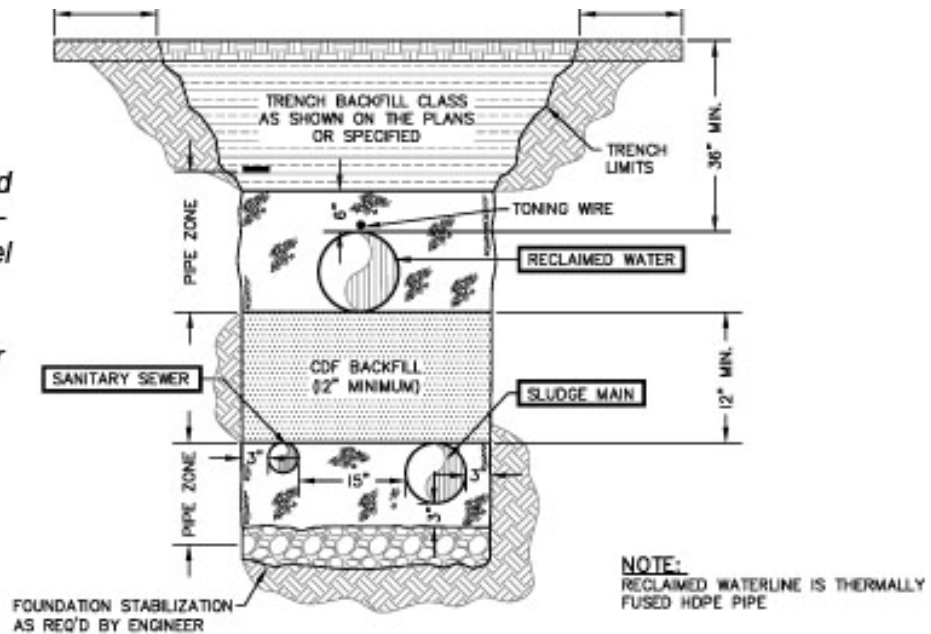 TRENCH BACKFILL CLASS
AS SHOWN ON THE PLANS
OR SPECIFIED
36" MIN.
TRENCH
LIMITS
d
el
r
PIPE ZONE
6"
TONING WIRE
RECLAIMED WATER
CDF BACKFILL
(12" MINIMUM)
12" MIN.
SANITARY SEWER
SLUDGE MAIN
PIPE ZONE
3"
15"
3"
3"
FOUNDATION STABILIZATION
AS REQ'D BY ENGINEER
NOTE:
RECLAIMED WATERLINE IS THERMALLY
FUSED HDPE PIPE